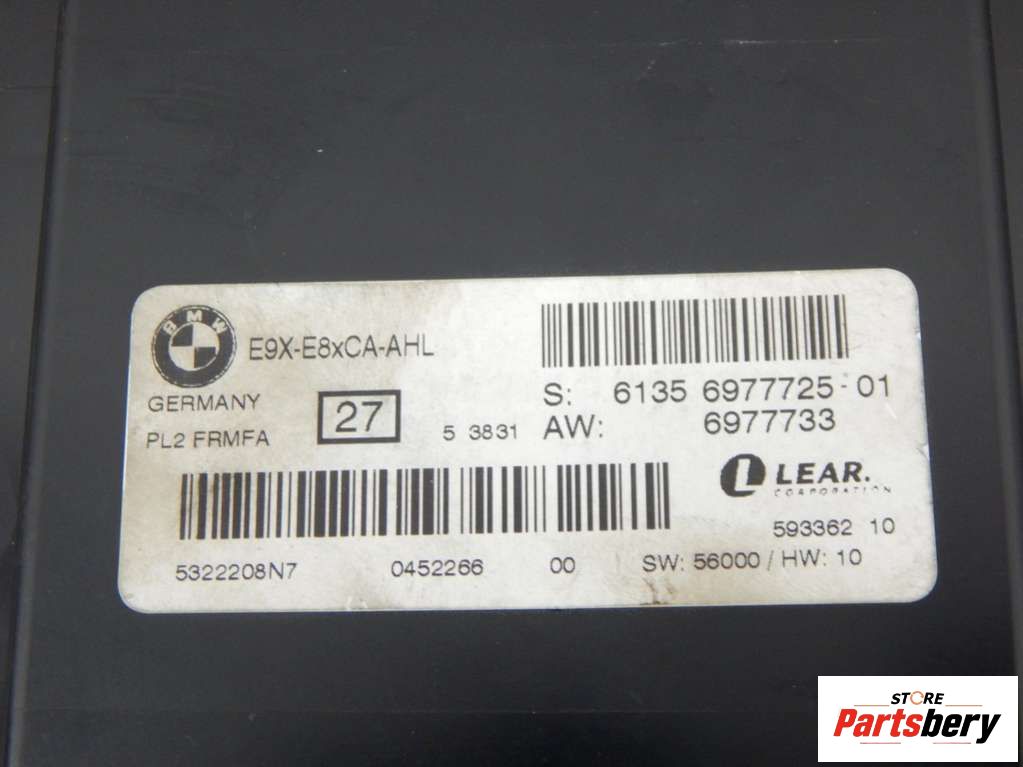 BMW
E9X-E8xCA-AHL
GERMANY
PL2 FRMFA
27
5 3831
S: 6135 6977725-01
AW: 6977733
L LEAR.
CORPORATION
593362 10
5322208N7 0452266 00 SW: 56000 / HW: 10
STORE
Partsbery